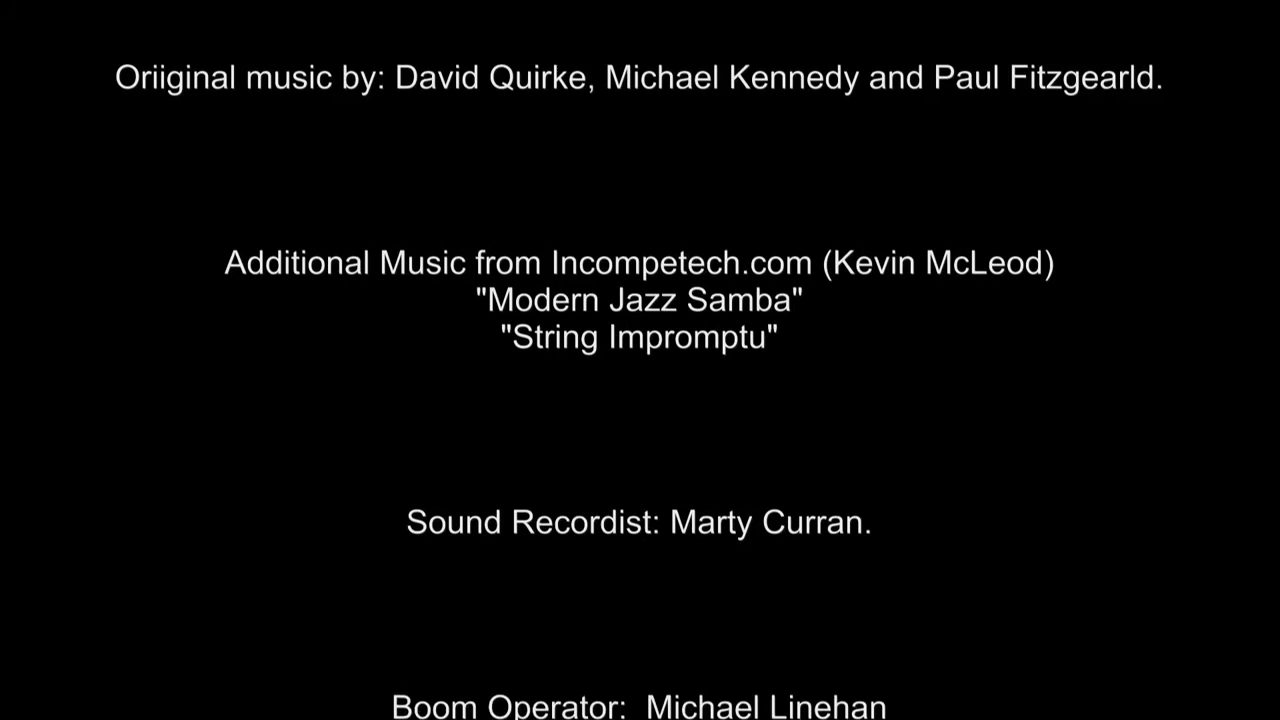 Oriiginal music by: David Quirke, Michael Kennedy and Paul Fitzgearld.
Additional Music from Incompetech.com (Kevin McLeod)
"Modern Jazz Samba"
"String Impromptu"
Sound Recordist: Marty Curran.
Boom Operator:  Michael Linehan